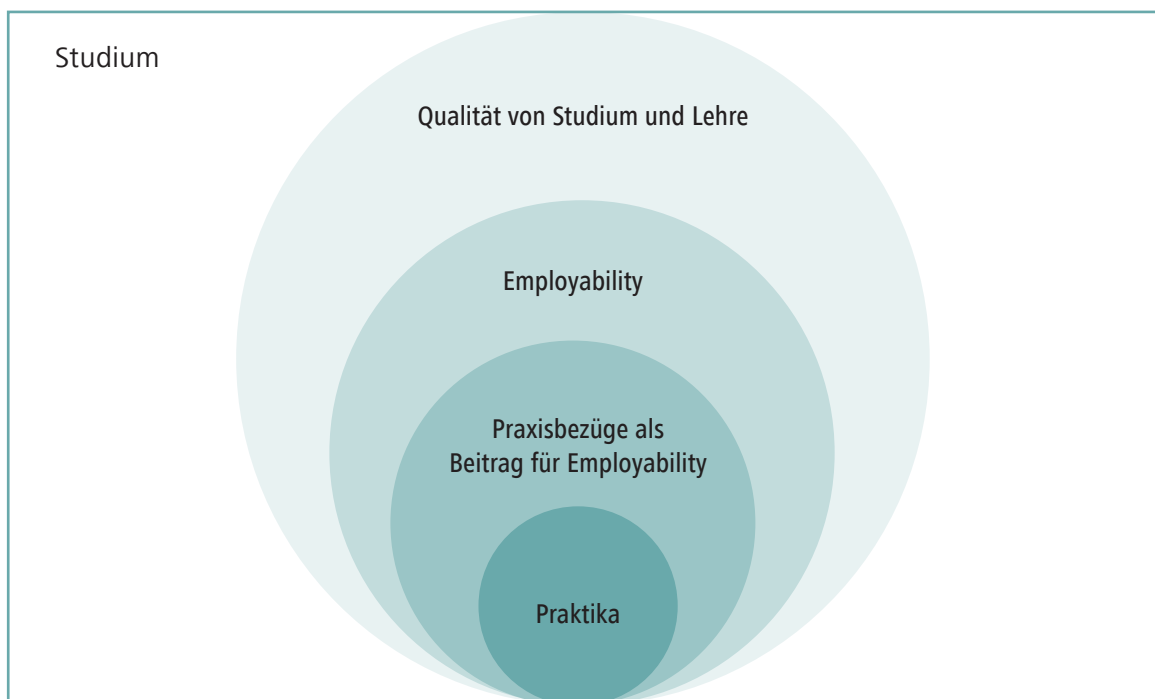 Studium
Qualität von Studium und Lehre
Employability
Praxisbezüge als
Beitrag für Employability
Praktika